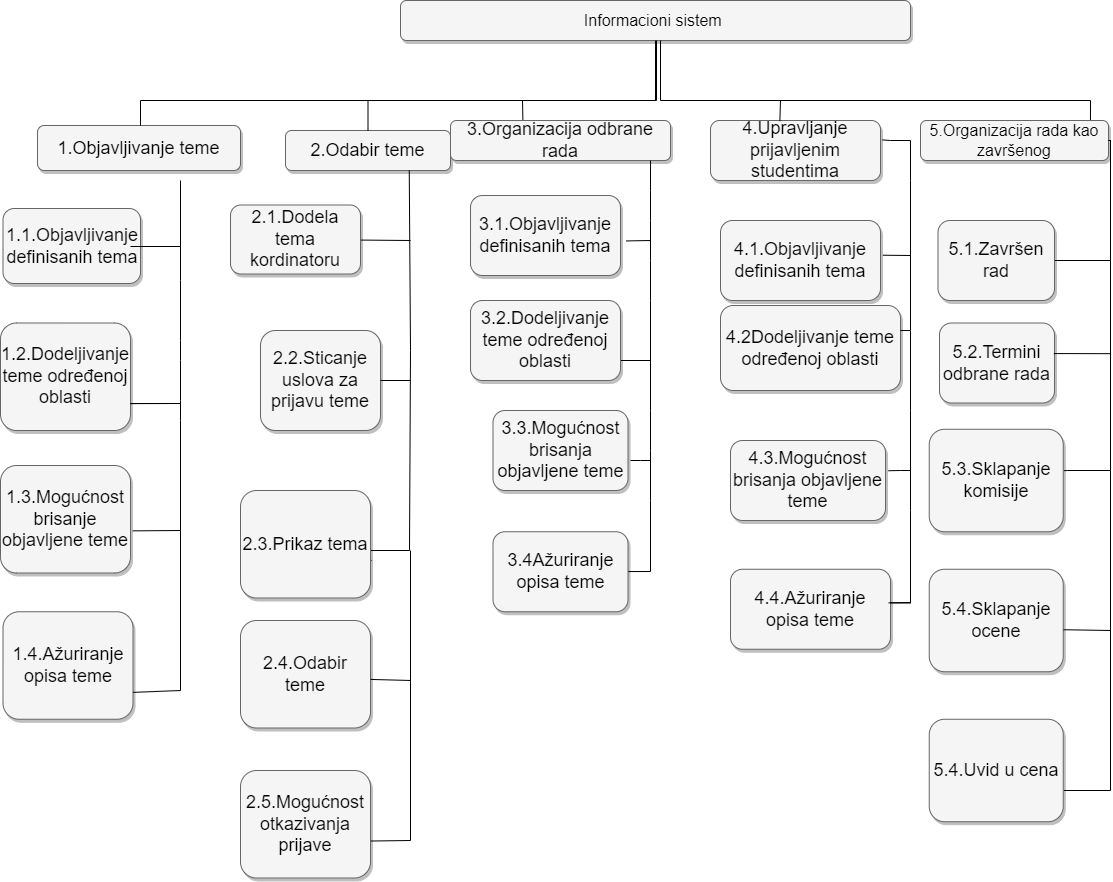 Informacioni sistem
1.Objavljivanje teme
1.1.Objavljivanje
definisanih tema
1.2.Dodeljivanje
teme određenoj
oblasti
1.3.Mogućnost
brisanje
objavljene teme
1.4.Ažuriranje
opisa teme
2.Odabir teme
2.1.Dodela
tema
kordinatoru
2.2.Sticanje
uslova za
prijavu teme
2.3.Prikaz tema
2.4.Odabir
teme
2.5.Mogućnost
otkazivanja
prijave
3.Organizacija odbrane
rada
3.1.Objavljivanje
definisanih tema
3.2.Dodeljivanje
teme određenoj
oblasti
3.3.Mogućnost
brisanja
objavljene teme
3.4Ažuriranje
opisa teme
4.Upravljanje
prijavljenim
studentima
4.1.Objavljivanje
definisanih tema
4.2Dodeljivanje teme
određenoj oblasti
4.3.Mogućnost
brisanja objavljene
teme
4.4.Ažuriranje
opisa teme
5.Organizacija rada kao
završenog
5.1.Završen
rad
5.2.Termini
odbrane rada
5.3.Sklapanje
komisije
5.4.Sklapanje
ocene
5.4.Uvid u cena